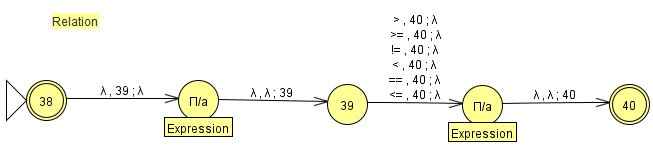 Relation
> , 40 ; λ
>= , 40 ; λ
!= , 40 ; λ
< , 40 ; λ
== , 40 ; λ
<= , 40 ; λ
38
λ , 39 ; λ
П/а
λ , λ ; 39
39
П/а
λ , λ ; 40
40
Expression
Expression